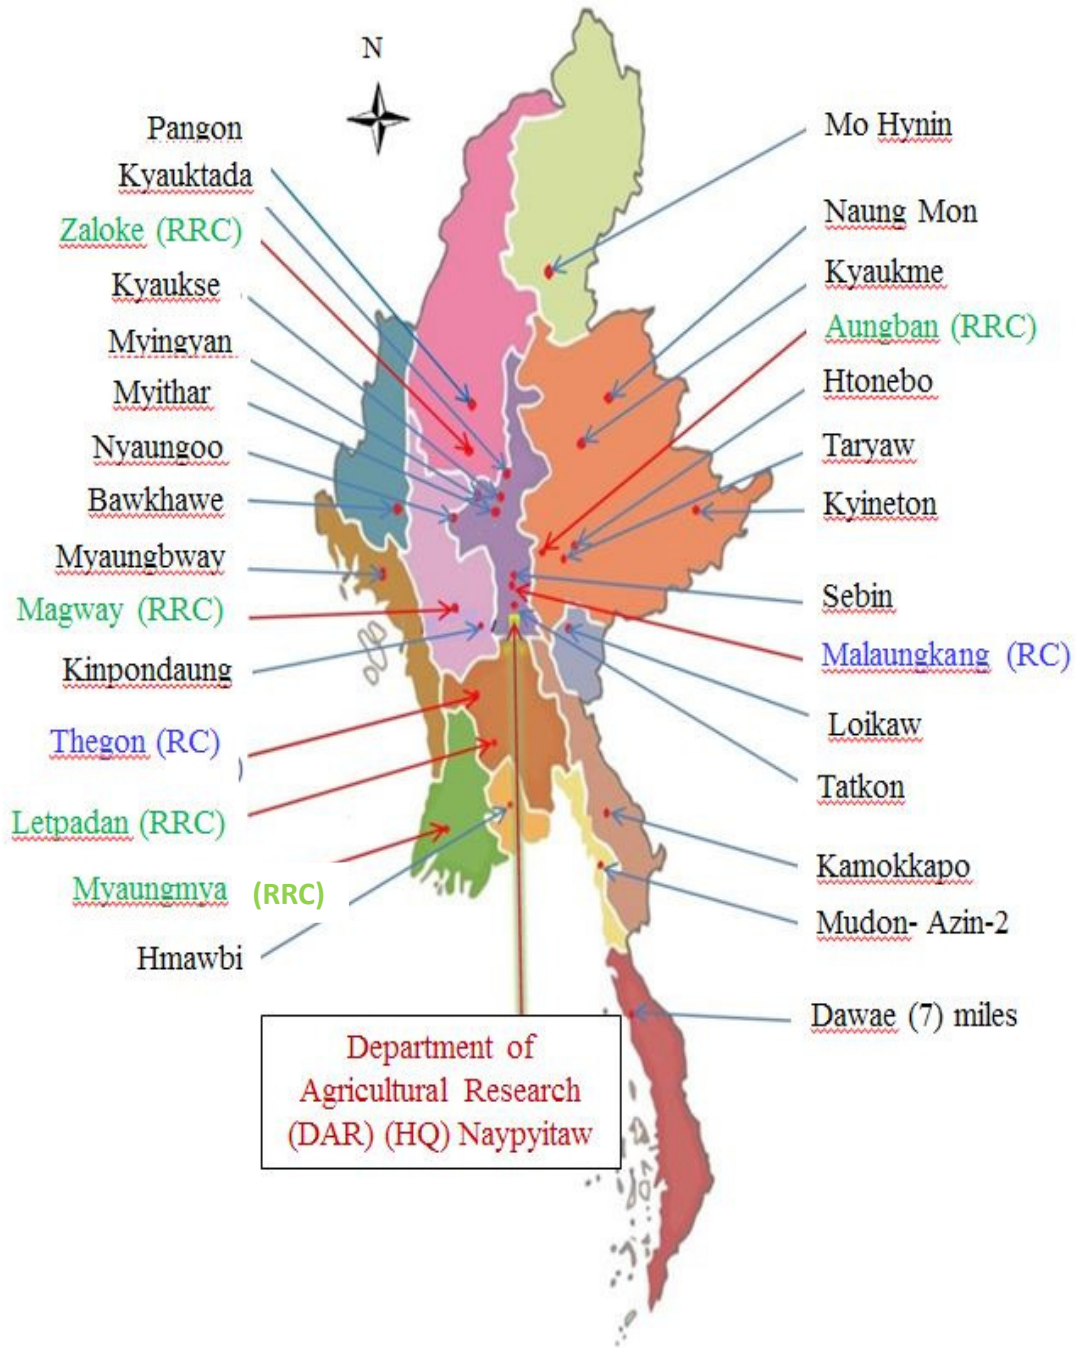 N
Pangon
Kyauktada
Zaloke (RRC)
Kyaukse
Myingyan
Myithar
Nyaungoo
Bawkhawe
Myaungbway
Magway (RRC)
Kinpondaung
Thegon (RC)
)
Letpadan (RRC)
Myaungmya (RRC)
Hmawbi
Mo Hynin
Naung Mon
Kyaukme
Aungban (RRC)
Htonebo
Taryaw
Kyineton
Sebin
Malaungkang (RC)
Loikaw
Tatkon
Kamokkapo
Mudon- Azin-2
Dawae (7) miles
Department of
Agricultural Research
(DAR) (HQ) Naypyitaw